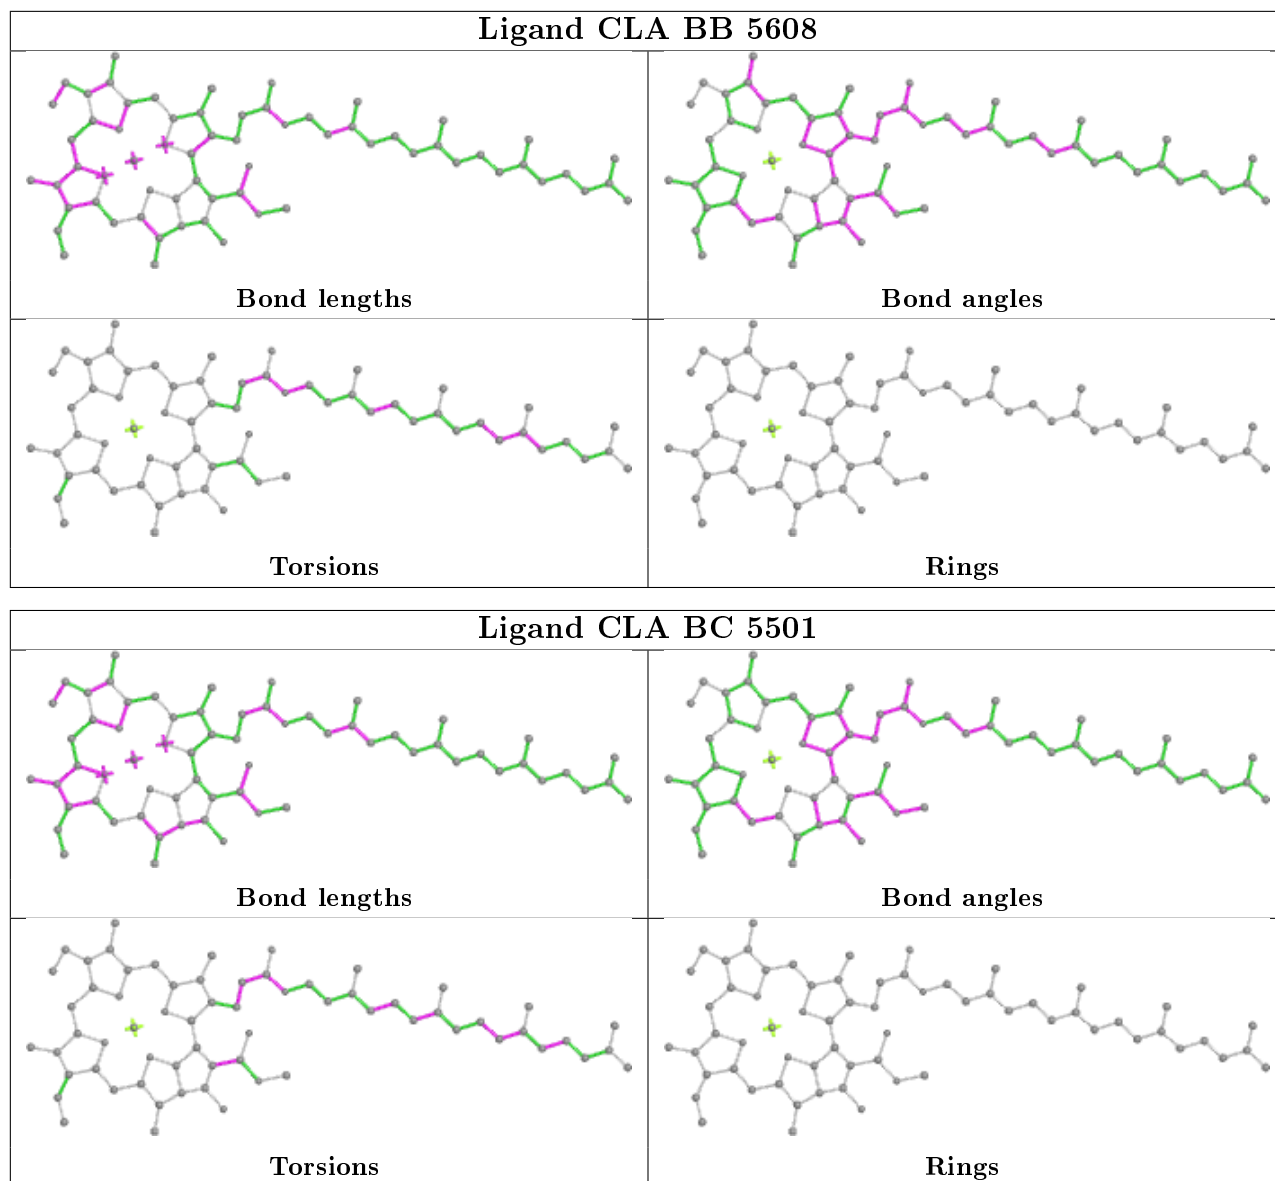 Ligand CLA BB 5608
Bond lengths
Bond angles
Torsions
Rings
Ligand CLA BC 5501
Bond lengths
Bond angles
Torsions
Rings